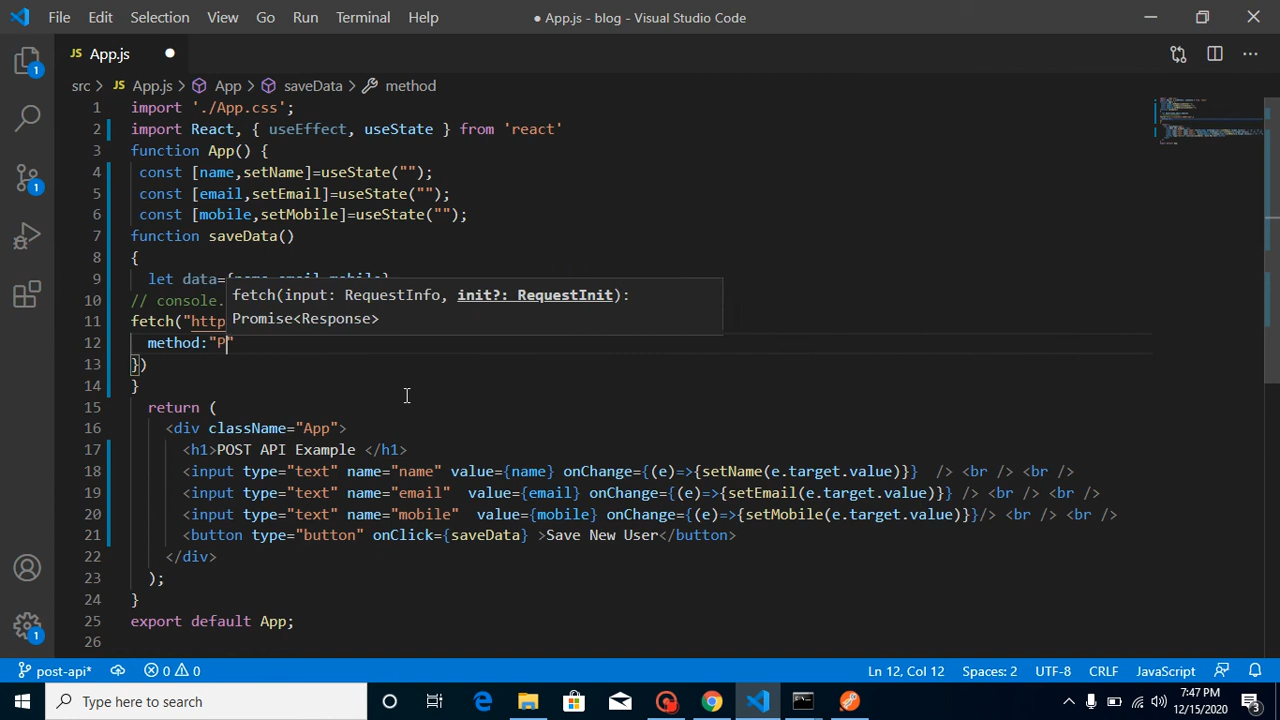 File Edit Selection View Go Run Terminal Help
● App.js - blog - Visual Studio Code
JS App.js ●
src > JS App.js > App > saveData > method
1 import './App.css';
2 import React, { useEffect, useState } from 'react'
3 function App() {
4 const [name,setName]=useState("");
5 const [email,setEmail]=useState("");
6 const [mobile,setMobile]=useState("");
7 function saveData()
8 {
9 let data={name,email,mobile}
10 // console.
fetch(input: RequestInfo, init?: RequestInit):
Promise<Response>
11 fetch("http
12 method:"P"
13 })
14 }
15 return (
16 <div className="App">
17 <h1>POST API Example </h1>
18 <input type="text" name="name" value={name} onChange={(e)=>{setName(e.target.value)}} /> <br /> <br />
19 <input type="text" name="email" value={email} onChange={(e)=>{setEmail(e.target.value)}} /> <br /> <br />
20 <input type="text" name="mobile" value={mobile} onChange={(e)=>{setMobile(e.target.value)}}/> <br /> <br />
21 <button type="button" onClick={saveData} >Save New User</button>
22 </div>
23 );
24 }
25 export default App;
26
1
1
1
post-api* 0 0 Ln 12, Col 12 Spaces: 2 UTF-8 CRLF JavaScript
Type here to search
7:47 PM
12/15/2020
3